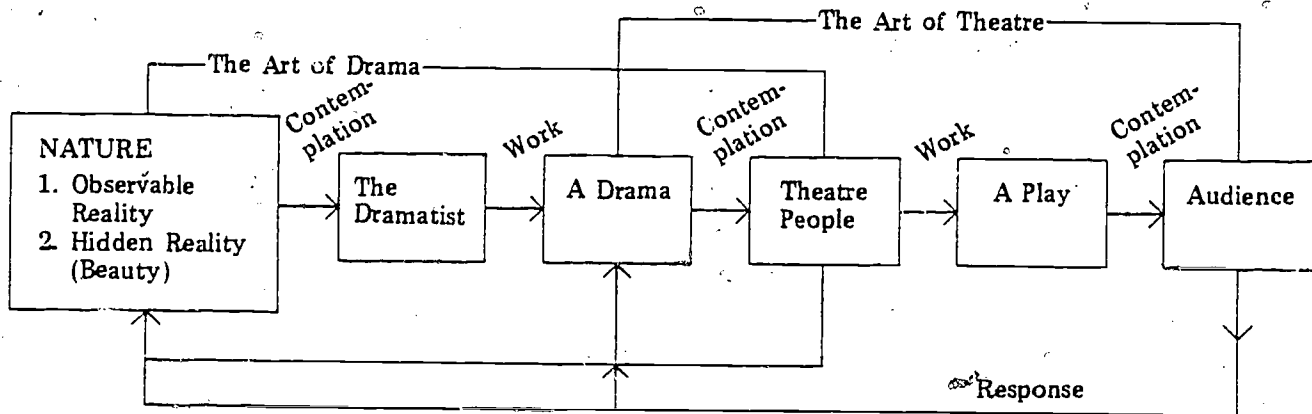 The Art of Theatre
The Art of Drama
Contem-
plation
Work
Contem-
plation
Work
Contem-
plation
NATURE
1. Observable
Reality
2. Hidden Reality
(Beauty)
The
Dramatist
A Drama
Theatre
People
A Play
Audience
Response